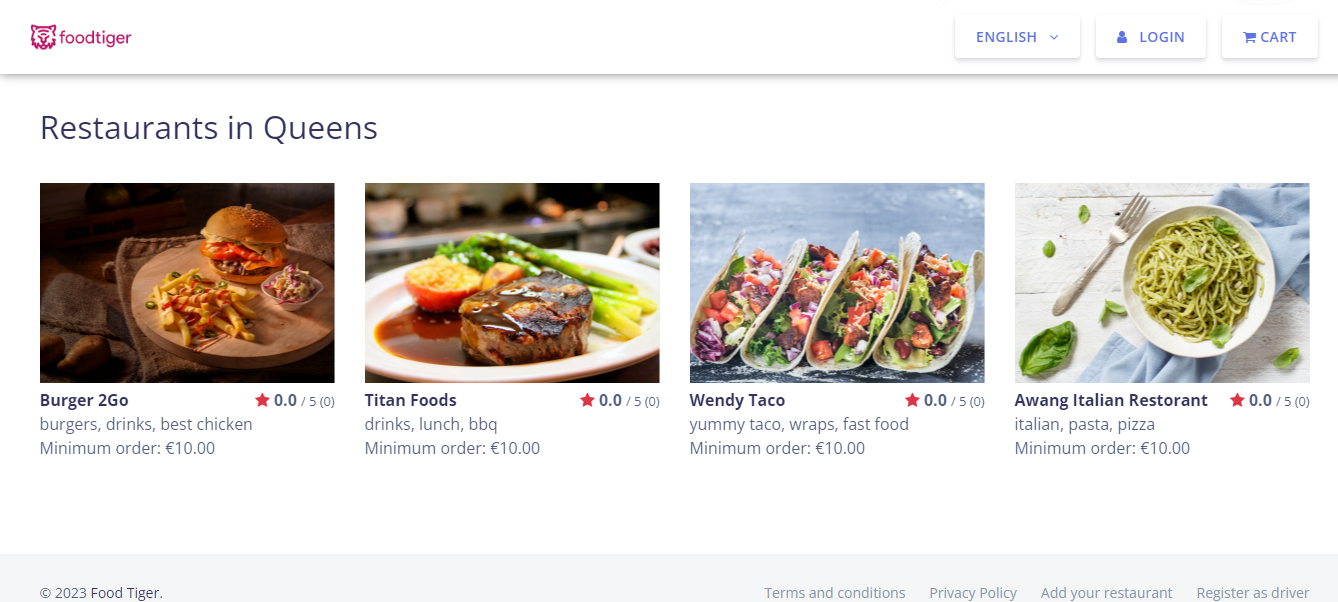 foodtiger
ENGLISH
LOGIN
CART
Restaurants in Queens
Burger 2Go
0.0 / 5 (0)
burgers, drinks, best chicken
Minimum order: €10.00
Titan Foods
0.0 / 5 (0)
drinks, lunch, bbq
Minimum order: €10.00
Wendy Taco
0.0 / 5 (0)
yummy taco, wraps, fast food
Minimum order: €10.00
Awang Italian Restorant
0.0 / 5 (0)
italian, pasta, pizza
Minimum order: €10.00
© 2023 Food Tiger.
Terms and conditions
Privacy Policy
Add your restaurant
Register as driver